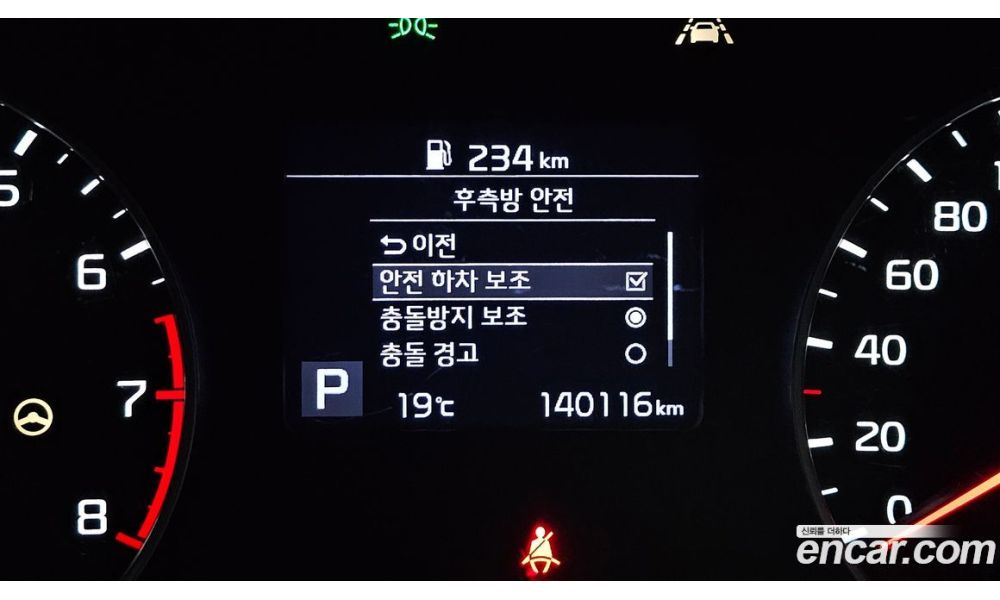 234 km
후측방 안전
이전
안전 하차 보조
충돌방지 보조
충돌 경고
P
19℃
140116 km
6
7
8
80
60
40
20
0
신뢰를 더하다
encar.com